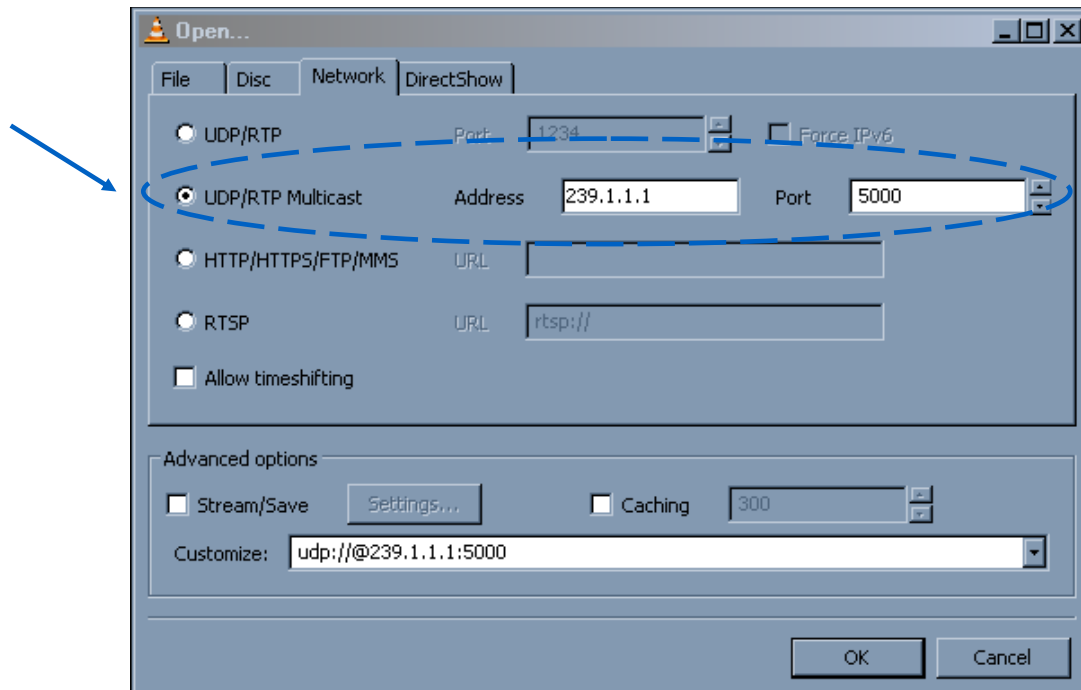 Open...
File Disc Network DirectShow
UDP/RTP Port 1234 Force IPv6
UDP/RTP Multicast Address 239.1.1.1 Port 5000
HTTP/HTTPS/FTP/MMS URL
RTSP URL rtsp://
Allow timeshifting
Advanced options
Stream/Save Settings... Caching 300
Customize: udp://@239.1.1.1:5000
OK Cancel